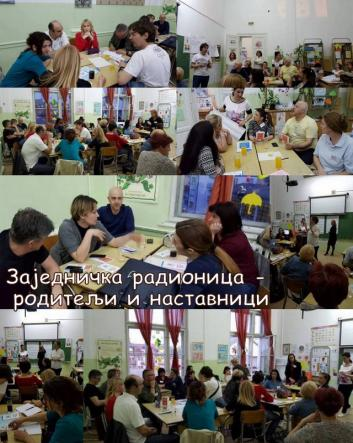 Заједничка радионица -
родитељи и наставници